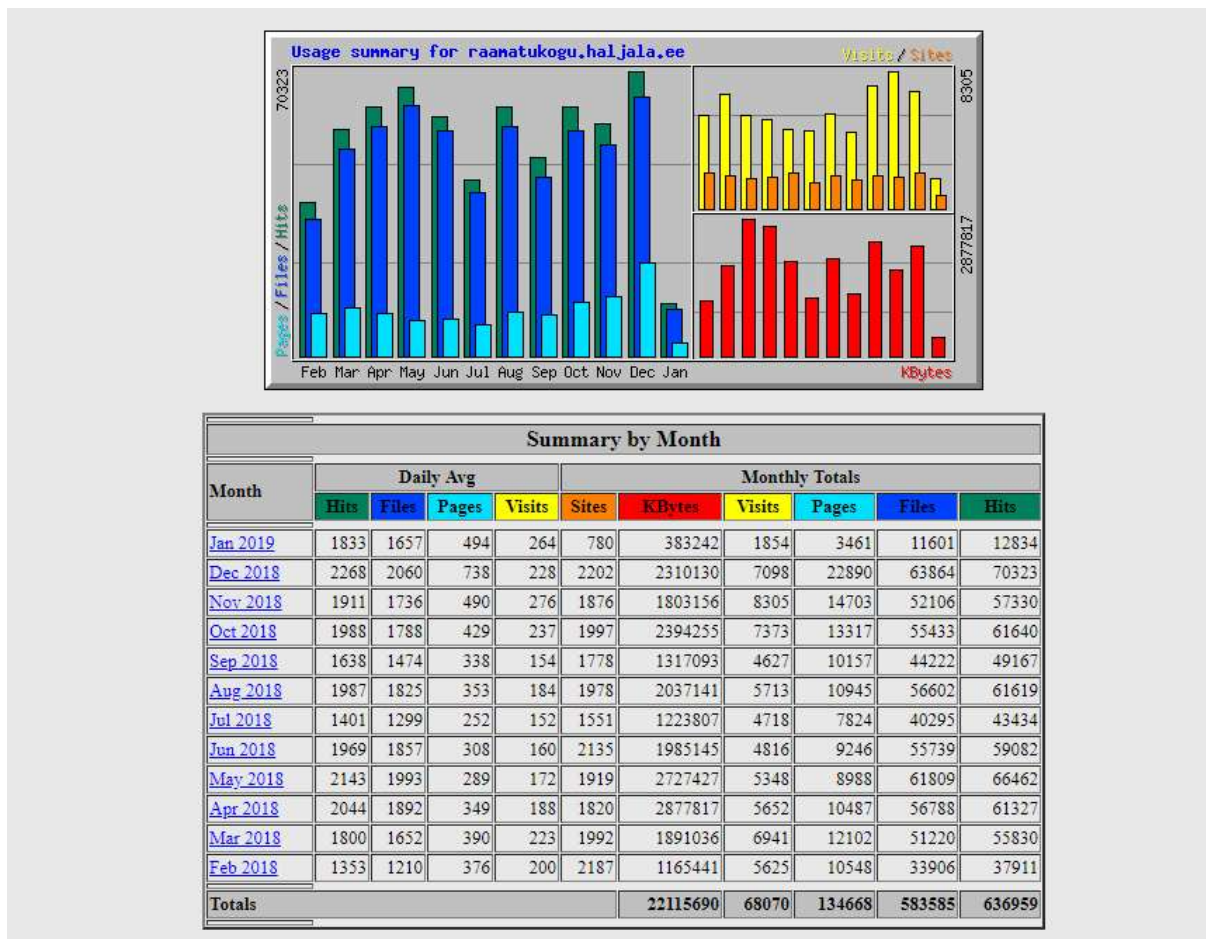 Usage summary for raamatukogu.haljala.ee
Visits / Sites
70323
8305
Pages / Files / Hits
2877817
Feb Mar Apr May Jun Jul Aug Sep Oct Nov Dec Jan
KBytes
Summary by Month
Month Daily Avg Monthly Totals
Hits Files Pages Visits Sites KBytes Visits Pages Files Hits
Jan 2019 1833 1657 494 264 780 383242 1854 3461 11601 12834
Dec 2018 2268 2060 738 228 2202 2310130 7098 22890 63864 70323
Nov 2018 1911 1736 490 276 1876 1803156 8305 14703 52106 57330
Oct 2018 1988 1788 429 237 1997 2394255 7373 13317 55433 61640
Sep 2018 1638 1474 338 154 1778 1317093 4627 10157 44222 49167
Aug 2018 1987 1825 353 184 1978 2037141 5713 10945 56602 61619
Jul 2018 1401 1299 252 152 1551 1223807 4718 7824 40295 43434
Jun 2018 1969 1857 308 160 2135 1985145 4816 9246 55739 59082
May 2018 2143 1993 289 172 1919 2727427 5348 8988 61809 66462
Apr 2018 2044 1892 349 188 1820 2877817 5652 10487 56788 61327
Mar 2018 1800 1652 390 223 1992 1891036 6941 12102 51220 55830
Feb 2018 1353 1210 376 200 2187 1165441 5625 10548 33906 37911
Totals 22115690 68070 134668 583585 636959